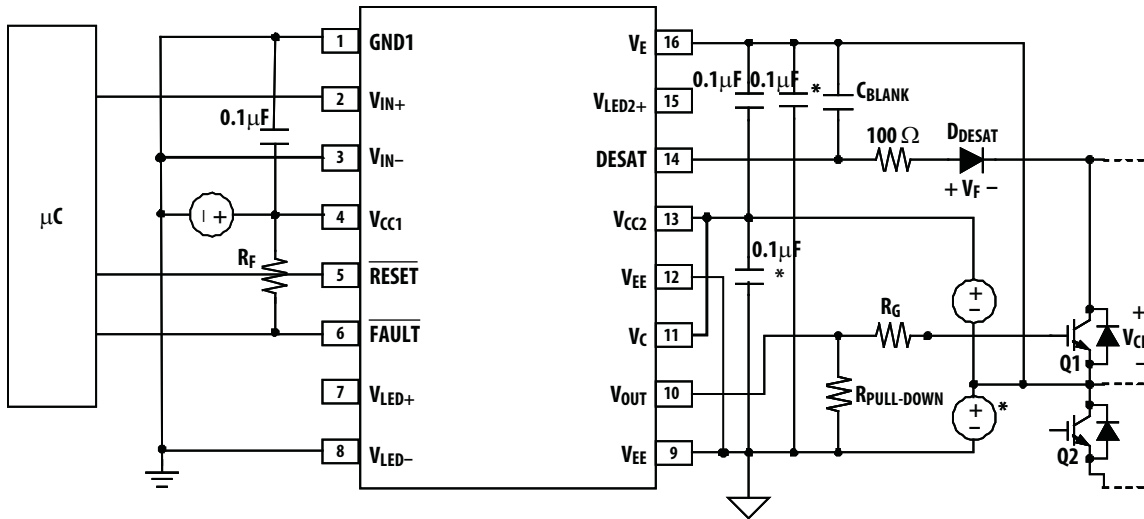 1 GND1
VE 16
0.1µF 0.1µF
*
CBLANK
2 VIN+
VLED2+ 15
0.1µF
100 Ω DDESAT
3 VIN–
DESAT 14
+ VF –
µC
– +
4 VCC1
VCC2 13
0.1µF
*
RF
5 RESET
VEE 12
+
–
RG
6 FAULT
VC 11
+
–
Q1
7 VLED+
VOUT 10
RPULL-DOWN
+
–
*
8 VLED–
VEE 9
Q2